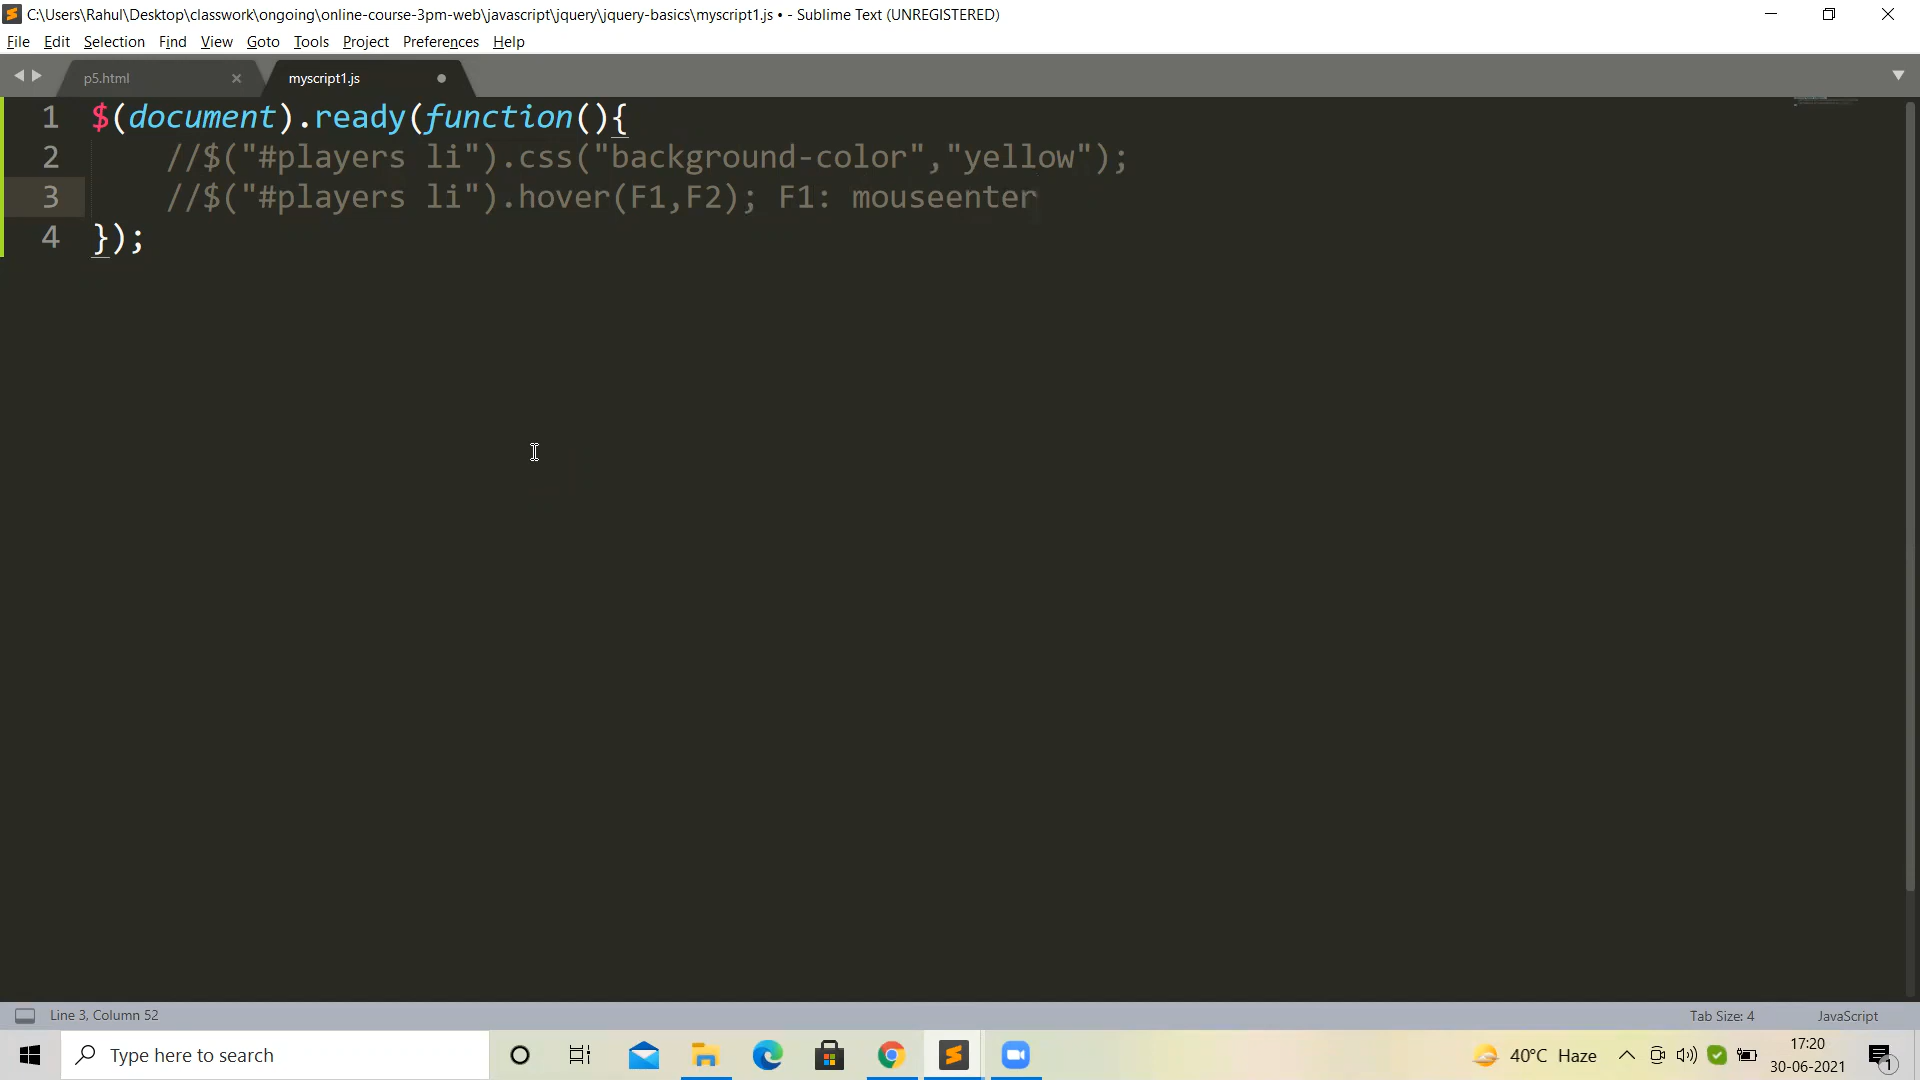 C:\Users\Rahul\Desktop\classwork\ongoing\online-course-3pm-web\javascript\jquery\jquery-basics\myscript1.js • - Sublime Text (UNREGISTERED)
File Edit Selection Find View Goto Tools Project Preferences Help
p5.html myscript1.js
1 $(document).ready(function(){
2 //$("#players li").css("background-color","yellow");
3 //$("#players li").hover(F1,F2); F1: mouseenter
4 });
Line 3, Column 52 Tab Size: 4 JavaScript
Type here to search 40°C Haze 17:20
30-06-2021 1